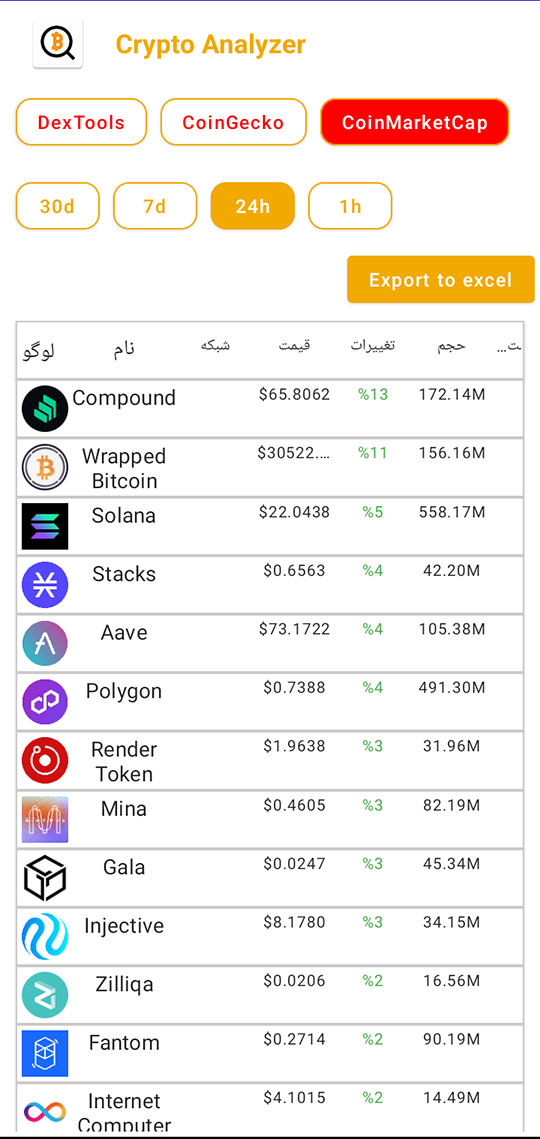 Crypto Analyzer
DexTools CoinGecko CoinMarketCap
30d 7d 24h 1h
Export to excel
لوگو نام شبکه قیمت تغییرات حجم ...ت
Compound $65.8062 %13 172.14M
Wrapped Bitcoin $30522.... %11 156.16M
Solana $22.0438 %5 558.17M
Stacks $0.6563 %4 42.20M
Aave $73.1722 %4 105.38M
Polygon $0.7388 %4 491.30M
Render Token $1.9638 %3 31.96M
Mina $0.4605 %3 82.19M
Gala $0.0247 %3 45.34M
Injective $8.1780 %3 34.15M
Zilliqa $0.0206 %2 16.56M
Fantom $0.2714 %2 90.19M
Internet Computer $4.1015 %2 14.49M